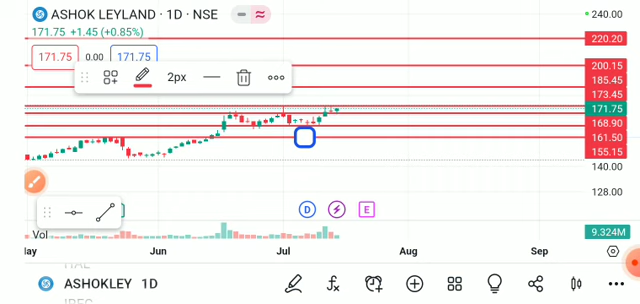 ASHOK LEYLAND · 1D · NSE
171.75 +1.45 (+0.85%)
171.75 0.00 171.75
2px
240.00
220.20
200.15
185.45
173.45
171.75
168.90
161.50
155.15
140.00
128.00
D E
Vol
9.324M
Jun Jul Aug Sep
ASHOKLEY 1D